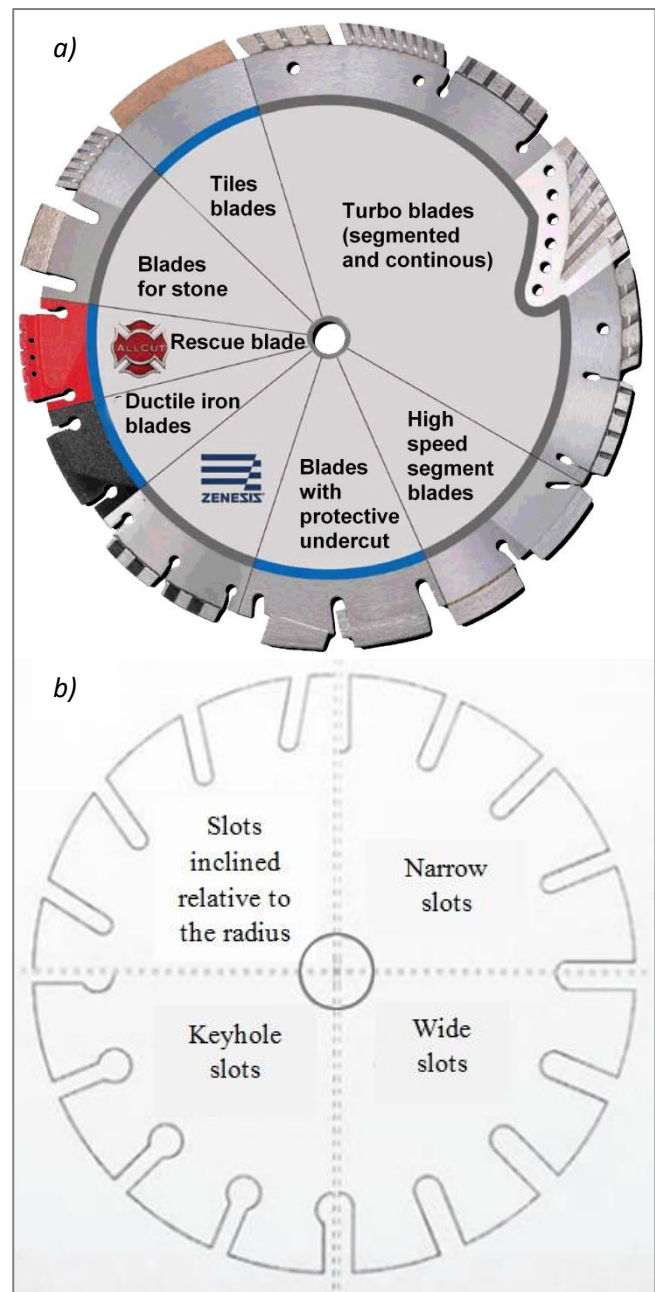 a)
Tiles
blades
Turbo blades
(segmented
and continous)
Blades
for stone
ALLCUT
Rescue blade
Ductile iron
blades
ZENESIS
High
speed
segment
blades
Blades
with
protective
undercut
b)
Slots
inclined
relative to
the radius
Narrow
slots
Keyhole
slots
Wide
slots